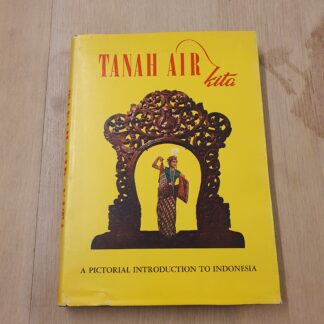 TANAH AIR
kita
A PICTORIAL INTRODUCTION TO INDONESIA